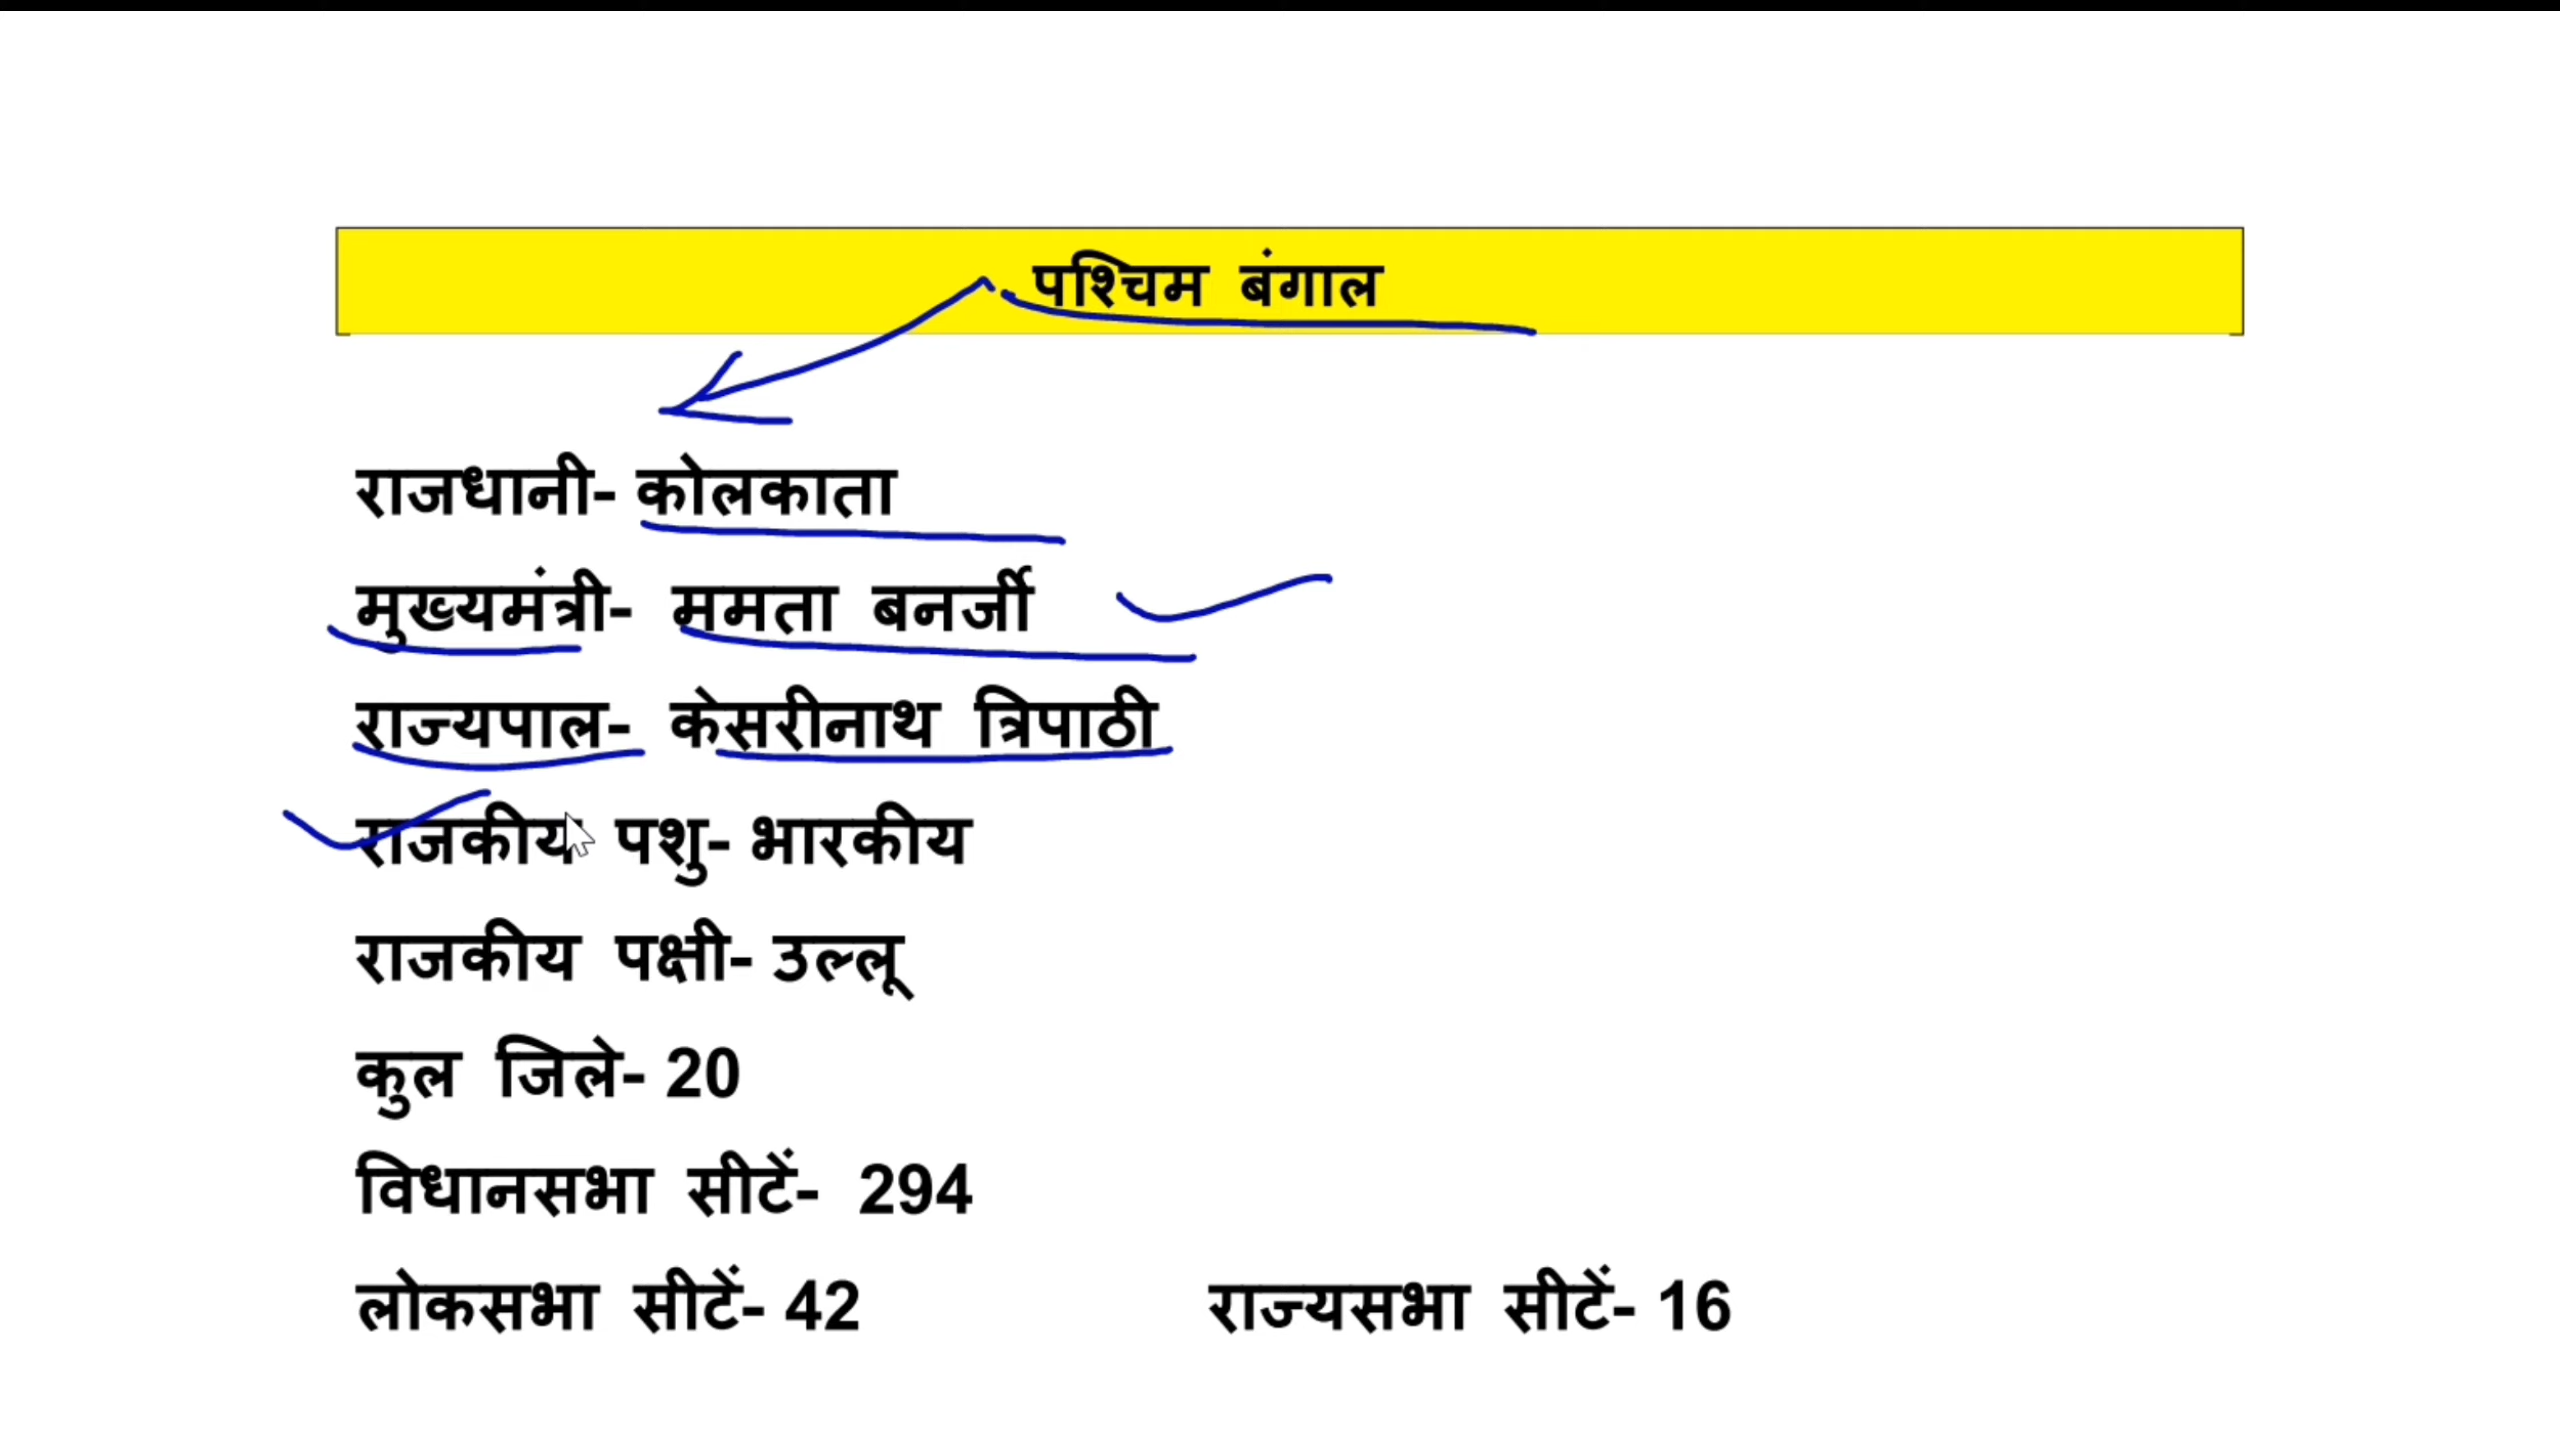 पश्चिम बंगाल
राजधानी- कोलकाता
मुख्यमंत्री- ममता बनर्जी
राज्यपाल- केसरीनाथ त्रिपाठी
राजकीय पशु- भारकीय
राजकीय पक्षी- उल्लू
कुल जिले- 20
विधानसभा सीटें- 294
लोकसभा सीटें- 42 राज्यसभा सीटें- 16